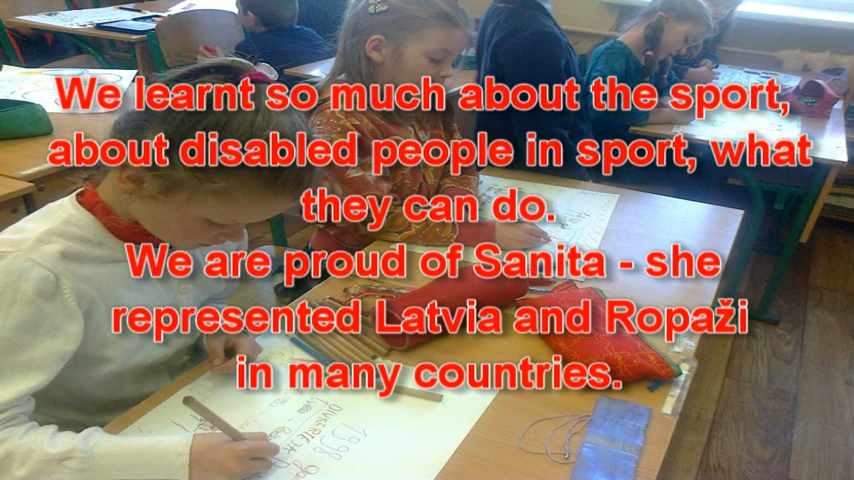 We learnt so much about the sport,
about disabled people in sport, what
they can do.
We are proud of Sanita - she
represented Latvia and Ropaži
in many countries.
1998